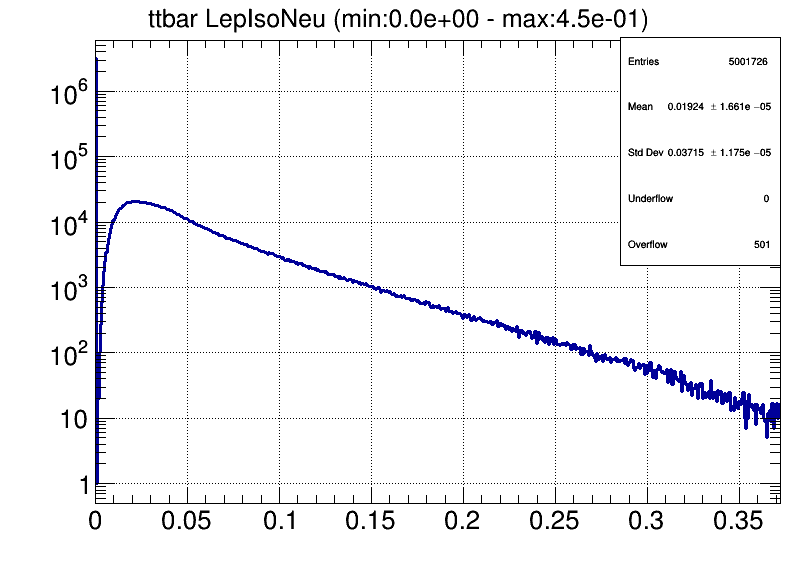 ttbar LepIsoNeu (min:0.0e+00 - max:4.5e-01)
Entries 5001726
Mean 0.01924 ± 1.661e −05
Std Dev 0.03715 ± 1.175e −05
Underflow 0
Overflow 501
10⁶
10⁵
10⁴
10³
10²
10
1
0 0.05 0.1 0.15 0.2 0.25 0.3 0.35